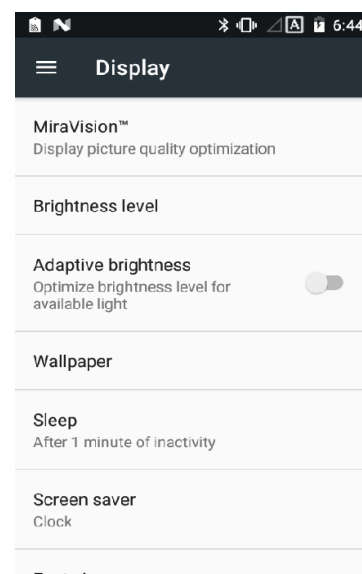 A 6:44
Display
MiraVision™
Display picture quality optimization
Brightness level
Adaptive brightness
Optimize brightness level for
available light
Wallpaper
Sleep
After 1 minute of inactivity
Screen saver
Clock